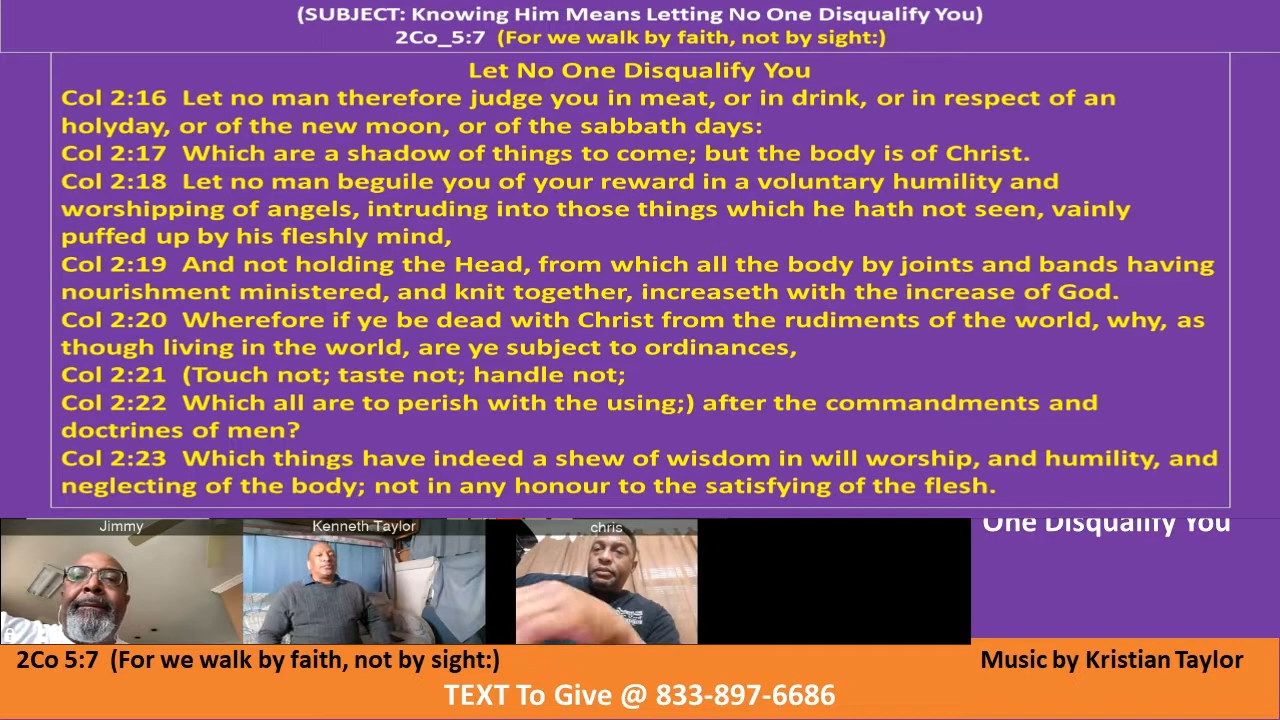 (SUBJECT: Knowing Him Means Letting No One Disqualify You)
2Co_5:7 (For we walk by faith, not by sight:)
Let No One Disqualify You
Col 2:16 Let no man therefore judge you in meat, or in drink, or in respect of an
holyday, or of the new moon, or of the sabbath days:
Col 2:17 Which are a shadow of things to come; but the body is of Christ.
Col 2:18 Let no man beguile you of your reward in a voluntary humility and
worshipping of angels, intruding into those things which he hath not seen, vainly
puffed up by his fleshly mind,
Col 2:19 And not holding the Head, from which all the body by joints and bands having
nourishment ministered, and knit together, increaseth with the increase of God.
Col 2:20 Wherefore if ye be dead with Christ from the rudiments of the world, why, as
though living in the world, are ye subject to ordinances,
Col 2:21 (Touch not; taste not; handle not;
Col 2:22 Which all are to perish with the using;) after the commandments and
doctrines of men?
Col 2:23 Which things have indeed a shew of wisdom in will worship, and humility, and
neglecting of the body; not in any honour to the satisfying of the flesh.
Jimmy
Kenneth Taylor
chris
One Disqualify You
2Co 5:7 (For we walk by faith, not by sight:)
Music by Kristian Taylor
TEXT To Give @ 833-897-6686